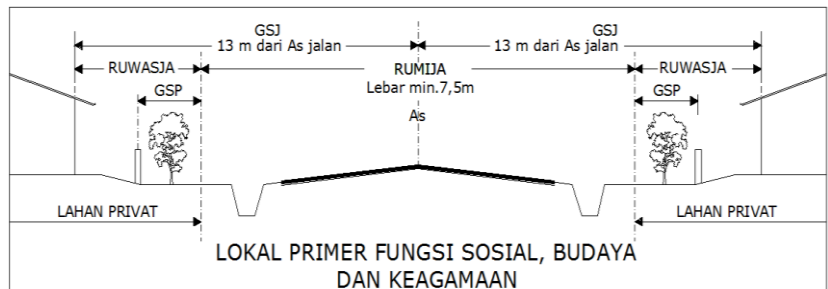 GSJ
13 m dari As jalan
GSJ
13 m dari As jalan
RUWASJA
RUMIJA
RUWASJA
Lebar min.7,5m
GSP
GSP
As
LAHAN PRIVAT
LAHAN PRIVAT
LOKAL PRIMER FUNGSI SOSIAL, BUDAYA
DAN KEAGAMAAN